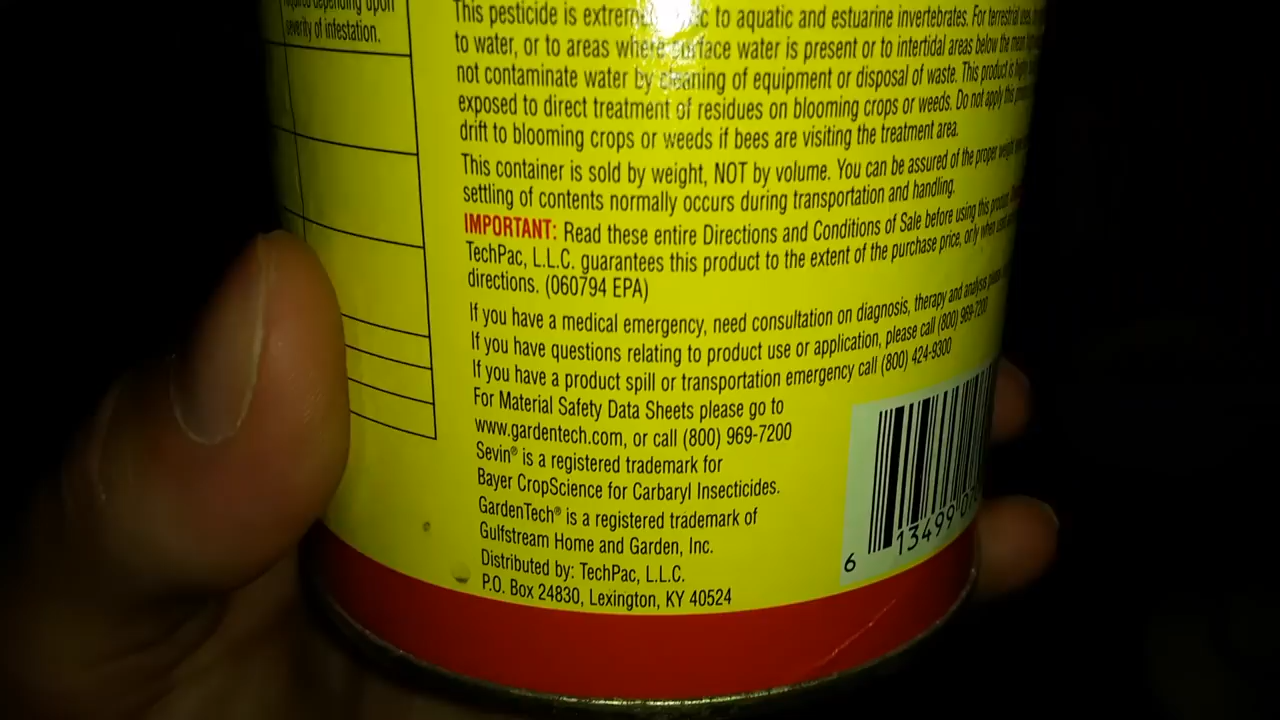 depending upon
severity of infestation.
This pesticide is to aquatic and estuarine invertebrates. For terrestrial uses,
to water, or to areas where surface water is present or to intertidal areas below the mean
not contaminate water by cleaning of equipment or disposal of waste. This product is
exposed to direct treatment of residues on blooming crops or weeds. Do not apply this
drift to blooming crops or weeds if bees are visiting the treatment area.
This container is sold by weight, NOT by volume. You can be assured of the proper weight
settling of contents normally occurs during transportation and handling.
IMPORTANT: Read these entire Directions and Conditions of Sale before using this product.
TechPac, L.L.C. guarantees this product to the extent of the purchase price, only when used
directions. (060794 EPA)
If you have a medical emergency, need consultation on diagnosis, therapy and analysis
If you have questions relating to product use or application, please call (800) 969-7200
If you have a product spill or transportation emergency call (800) 424-9300
For Material Safety Data Sheets please go to
www.gardentech.com, or call (800) 969-7200
Sevin® is a registered trademark for
Bayer CropScience for Carbaryl Insecticides.
GardenTech® is a registered trademark of
Gulfstream Home and Garden, Inc.
Distributed by: TechPac, L.L.C.
P.O. Box 24830, Lexington, KY 40524
6 13499